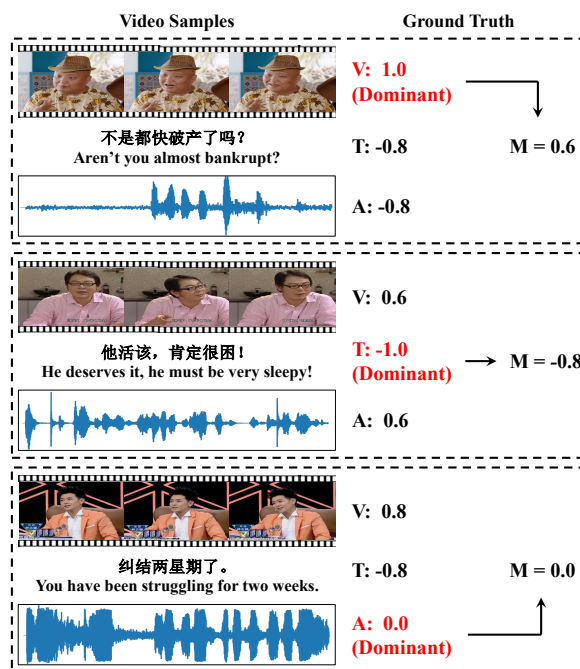 Video Samples
Ground Truth
不是都快破产了吗？
Aren't you almost bankrupt?
V: 1.0
(Dominant)
T: -0.8
M = 0.6
A: -0.8
他活该，肯定很困！
He deserves it, he must be very sleepy!
V: 0.6
T: -1.0
(Dominant)
M = -0.8
A: 0.6
纠结两星期了。
You have been struggling for two weeks.
V: 0.8
T: -0.8
M = 0.0
A: 0.0
(Dominant)